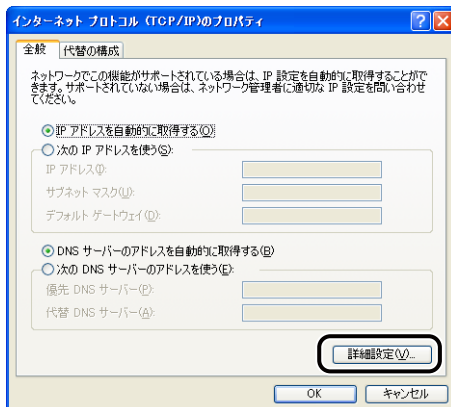 インターネット プロトコル (TCP/IP)のプロパティ
全般 代替の構成
ネットワークでこの機能がサポートされている場合は、IP 設定を自動的に取得することがで
きます。サポートされていない場合は、ネットワーク管理者に適切な IP 設定を問い合わせ
てください。
IP アドレスを自動的に取得する(O)
次の IP アドレスを使う(S):
IP アドレス(I):
サブネット マスク(U):
デフォルト ゲートウェイ(D):
DNS サーバーのアドレスを自動的に取得する(B)
次の DNS サーバーのアドレスを使う(E):
優先 DNS サーバー(P):
代替 DNS サーバー(A):
詳細設定(V)...
OK キャンセル